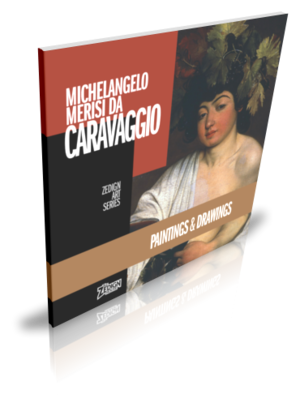 MICHELANGELO
MERISI DA
CARAVAGGIO
ZEDIGN
ART
SERIES
PAINTINGS & DRAWINGS
ZEDIGN